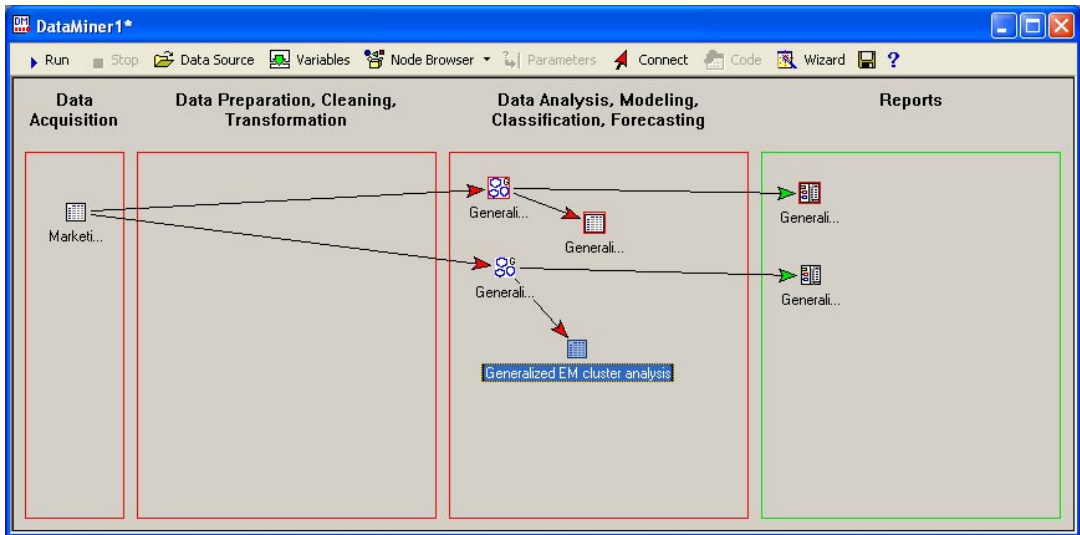 DataMiner1*
Run Stop Data Source Variables Node Browser Parameters Connect Code Wizard ?
Data
Acquisition
Data Preparation, Cleaning,
Transformation
Data Analysis, Modeling,
Classification, Forecasting
Reports
Marketi...
Generali...
Generali...
Generali...
Generali...
Generali...
Generalized EM cluster analysis